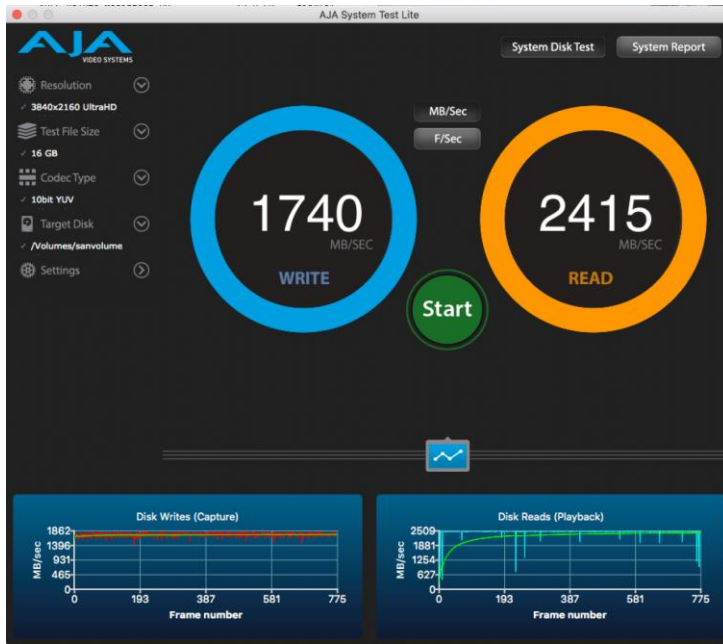 AJA System Test Lite
AJA
VIDEO SYSTEMS
System Disk Test
System Report
Resolution
✓ 3840x2160 UltraHD
Test File Size
✓ 16 GB
Codec Type
✓ 10bit YUV
Target Disk
✓ /Volumes/sanvolume
Settings
MB/Sec
F/Sec
1740
MB/SEC
WRITE
2415
MB/SEC
READ
Start
Disk Writes (Capture)
MB/sec
1862
1396
931
465
0
0 193 387 581 775
Frame number
Disk Reads (Playback)
MB/sec
2509
1881
1254
627
0
0 193 387 581 775
Frame number